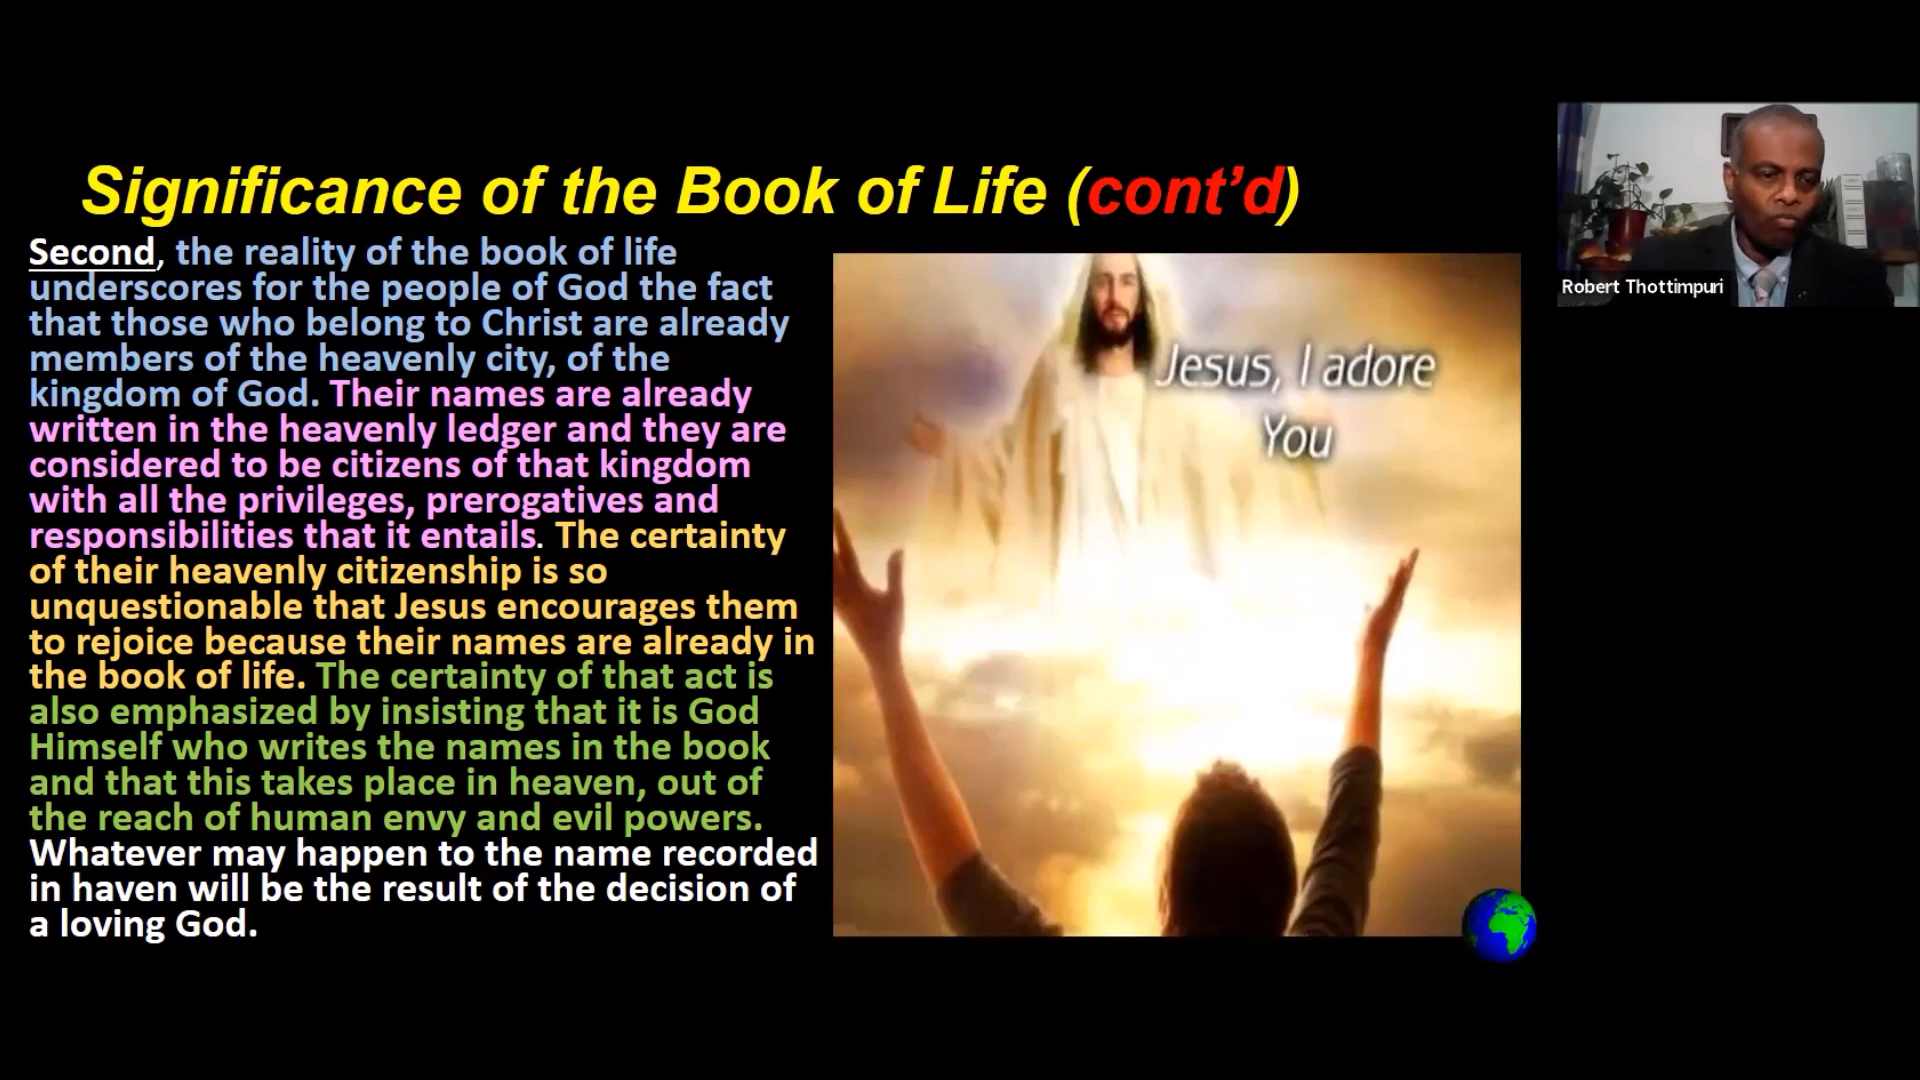 Significance of the Book of Life (cont’d)
Second, the reality of the book of life
underscores for the people of God the fact
that those who belong to Christ are already
members of the heavenly city, of the
kingdom of God. Their names are already
written in the heavenly ledger and they are
considered to be citizens of that kingdom
with all the privileges, prerogatives and
responsibilities that it entails. The certainty
of their heavenly citizenship is so
unquestionable that Jesus encourages them
to rejoice because their names are already in
the book of life. The certainty of that act is
also emphasized by insisting that it is God
Himself who writes the names in the book
and that this takes place in heaven, out of
the reach of human envy and evil powers.
Whatever may happen to the name recorded
in haven will be the result of the decision of
a loving God.
Jesus, I adore
You
Robert Thottimpuri